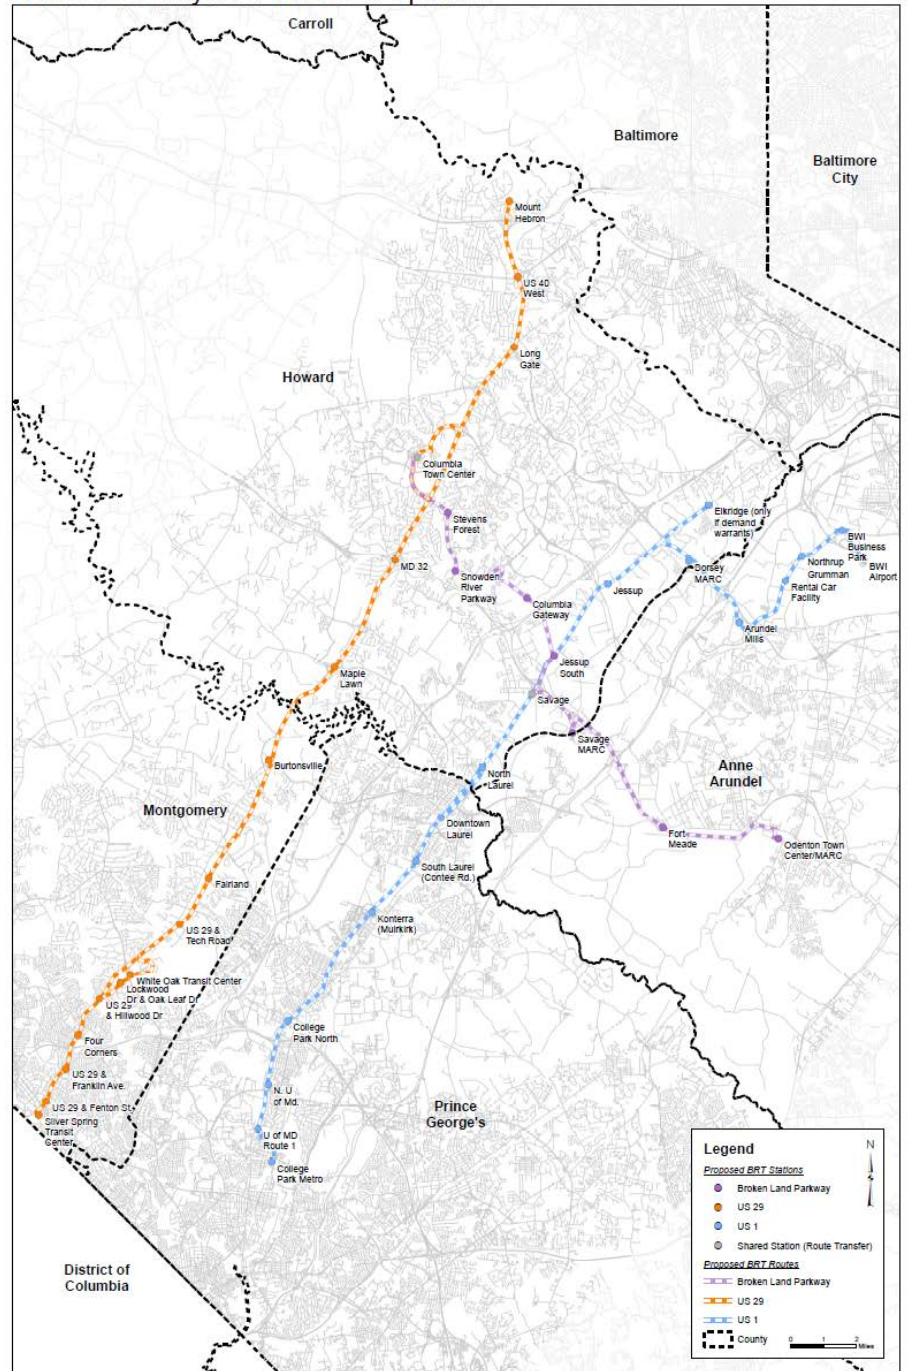 Carroll
Baltimore
Baltimore
City
Mount
Hebron
US 40
West
Long
Gate
Howard
Columbia
Town Center
Stevens
Forest
MD 32
Snowden
River
Parkway
Columbia
Gateway
Elkridge (only
if demand
warrants)
Dorsey
MARC
Jessup
BWI
Business
Park
BWI
Airport
Northrup
Grumman
Rental Car
Facility
Arundel
Mills
Jessup
South
Maple
Lawn
Savage
Savage
MARC
Burtonsville
North
Laurel
Anne
Arundel
Montgomery
Downtown
Laurel
Fort
Meade
Odenton Town
Center/MARC
South Laurel
(Contee Rd.)
Fairland
Konterra
(Muirkirk)
US 29 &
Tech Road
White Oak Transit Center
Lockwood
Dr & Oak Leaf Dr
US 29
& Hillwood Dr
Four
Corners
College
Park North
US 29 &
Franklin Ave.
N. U
of Md.
US 29 & Fenton St.
Silver Spring
Transit
Center
Prince
George's
U of MD
Route 1
College
Park Metro
District of
Columbia
Legend
N
Proposed BRT Stations
Broken Land Parkway
US 29
US 1
Shared Station (Route Transfer)
Proposed BRT Routes
Broken Land Parkway
US 29
US 1
County
0 1 2
Miles